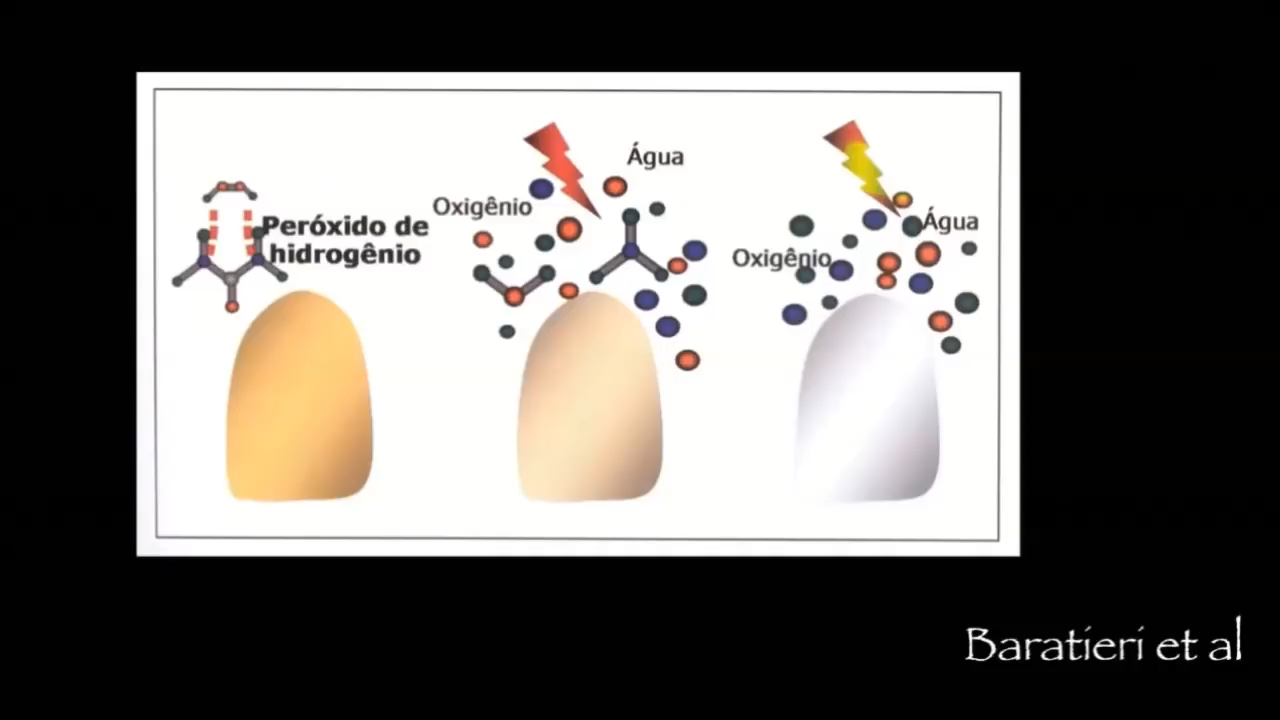 Peróxido de
hidrogênio
Oxigênio
Água
Oxigênio
Água
Baratieri et al